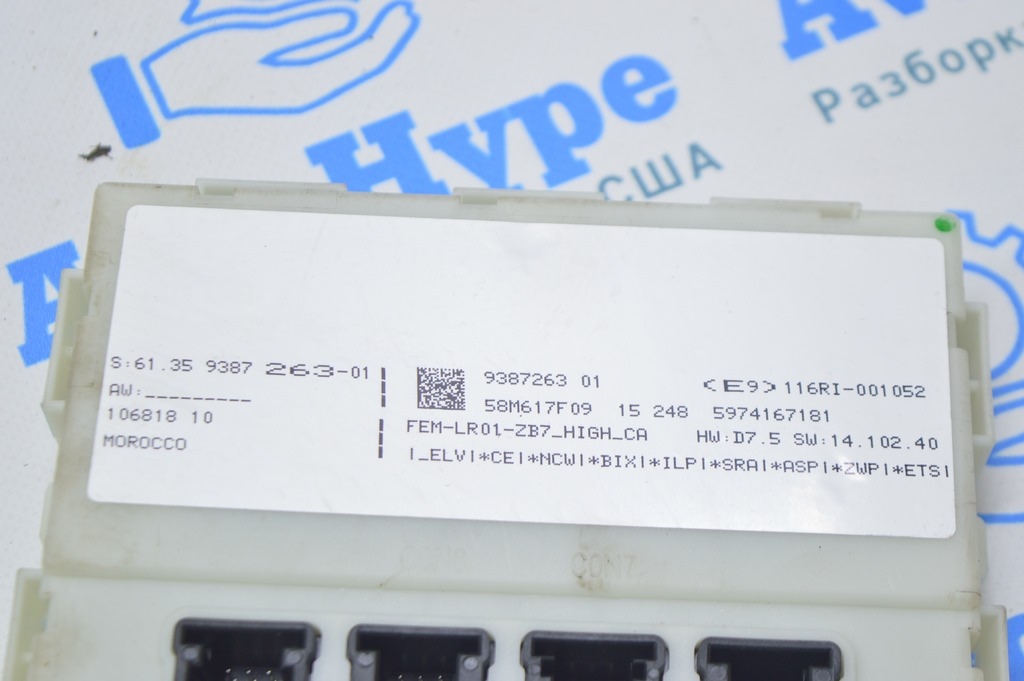 Hype
Av
Разборк
США
S:61.35 9387 263-01
AW:_________
106818 10
MOROCCO
9387263 01
<E9>116RI-001052
58M617F09 15 248 5974167181
FEM-LR01-ZB7_HIGH_CA HW:D7.5 SW:14.102.40
|_ELV|*CE|*NCW|*BIX|*ILP|*SRA|*ASP|*ZWP|*ETS|